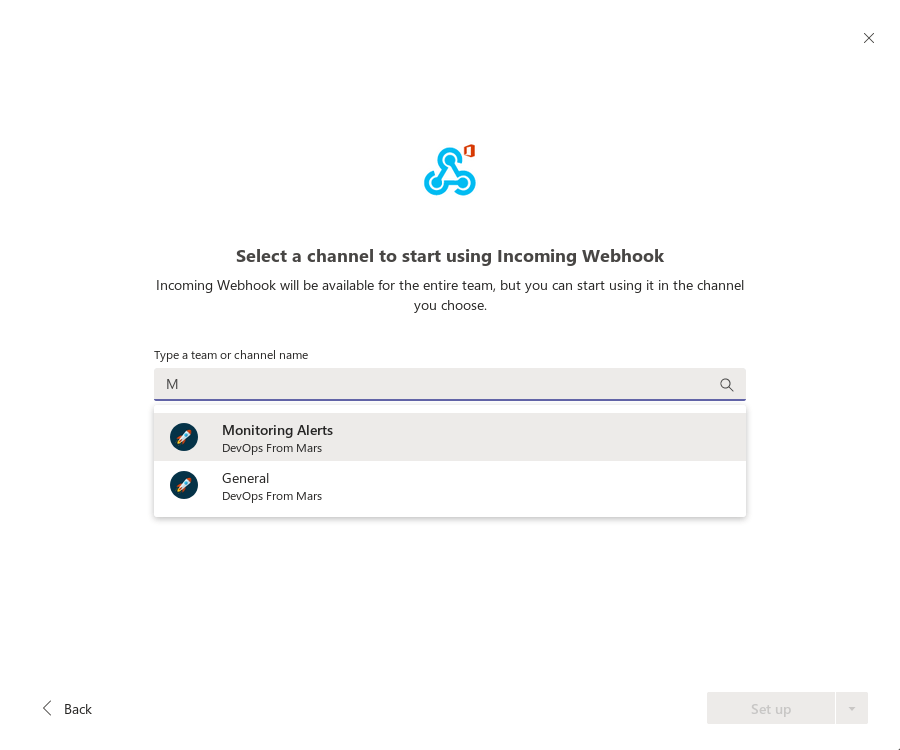 Select a channel to start using Incoming Webhook
Incoming Webhook will be available for the entire team, but you can start using it in the channel
you choose.
Type a team or channel name
M
Monitoring Alerts
DevOps From Mars
General
DevOps From Mars
Back
Set up